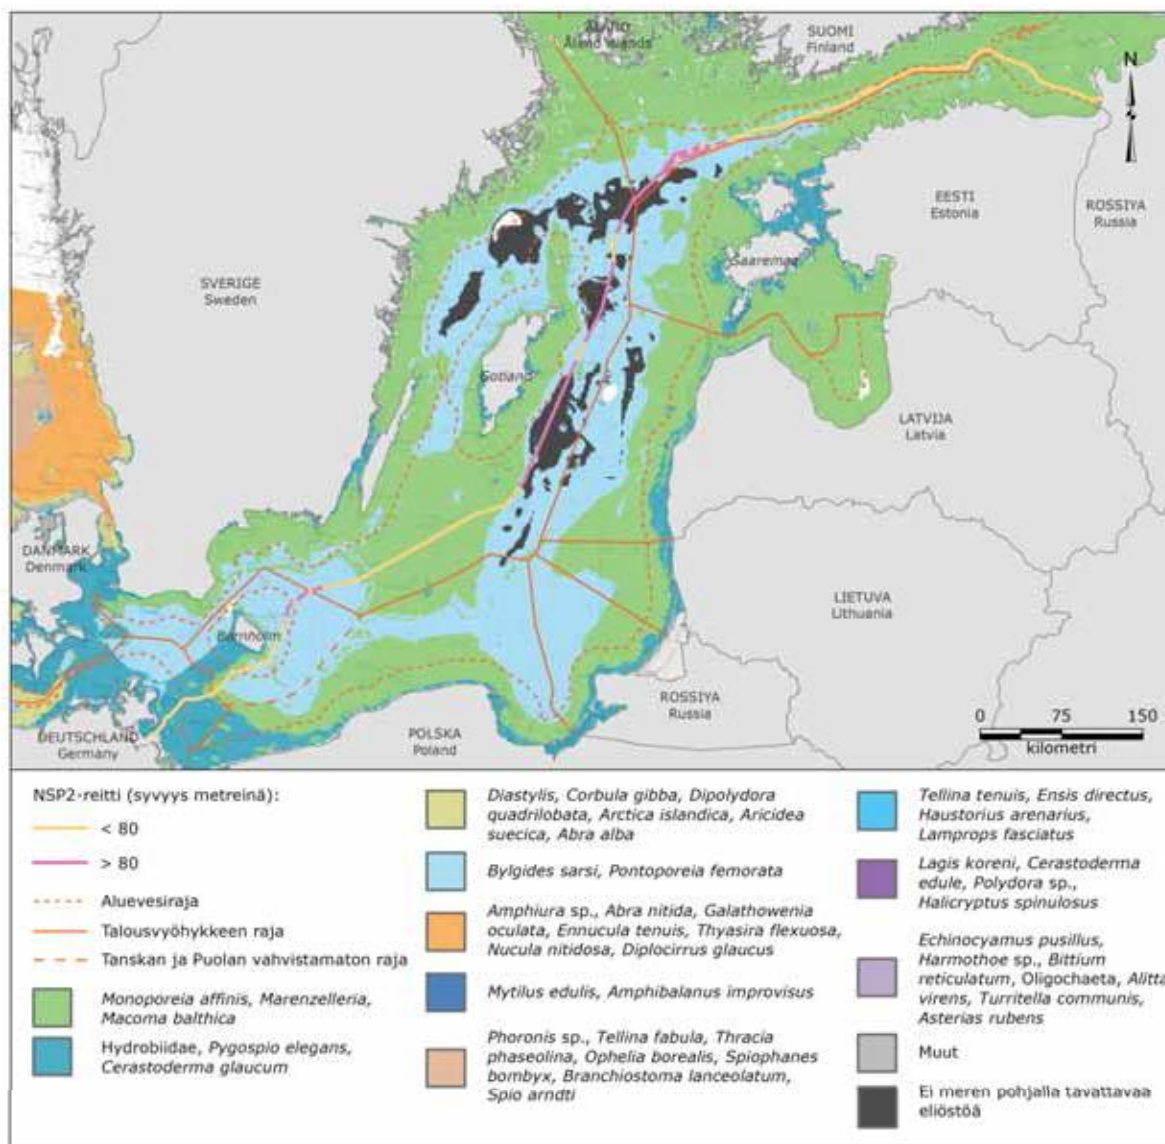 Åland Islands
SUOMI
Finland
N
EESTI
Estonia
ROSSIYA
Russia
Saaremaa
SVERIGE
Sweden
Gotland
LATVIJA
Latvia
DANMARK
Denmark
LIETUVA
Lithuania
Bornholm
ROSSIYA
Russia
DEUTSCHLAND
Germany
POLSKA
Poland
0 75 150
kilometri
NSP2-reitti (syvyys metreinä):
< 80
> 80
Aluevesiraja
Talousvyöhykkeen raja
Tanskan ja Puolan vahvistamaton raja
Monoporeia affinis, Marenzelleria,
Macoma balthica
Hydrobiidae, Pygospio elegans,
Cerastoderma glaucum
Diastylis, Corbula gibba, Dipolydora
quadrilobata, Arctica islandica, Aricidea
suecica, Abra alba
Bylgides sarsi, Pontoporeia femorata
Amphiura sp., Abra nitida, Galathowenia
oculata, Ennucula tenuis, Thyasira flexuosa,
Nucula nitidosa, Diplocirrus glaucus
Mytilus edulis, Amphibalanus improvisus
Phoronis sp., Tellina fabula, Thracia
phaseolina, Ophelia borealis, Spiophanes
bombyx, Branchiostoma lanceolatum,
Spio arndti
Tellina tenuis, Ensis directus,
Haustorius arenarius,
Lamprops fasciatus
Lagis koreni, Cerastoderma
edule, Polydora sp.,
Halicryptus spinulosus
Echinocyamus pusillus,
Harmothoe sp., Bittium
reticulatum, Oligochaeta, Alitta
virens, Turritella communis,
Asterias rubens
Muut
Ei meren pohjalla tavattavaa
eliöstöä